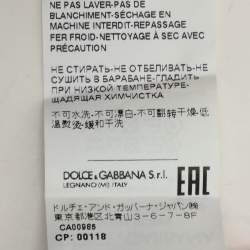 NE PAS LAVER-PAS DE
BLANCHIMENT-SÉCHAGE EN
MACHINE INTERDIT-REPASSAGE
FER FROID-NETTOYAGE À SEC AVEC
PRÉCAUTION
НЕ СТИРАТЬ-НЕ ОТБЕЛИВАТЬ-НЕ
СУШИТЬ В БАРАБАНЕ-ГЛАДИТЬ
ПРИ НИЗКОЙ ТЕМПЕРАТУРЕ-
ЩАДЯЩАЯ ХИМЧИСТКА
不可水洗-不可漂白-不可翻转干燥-低
温熨烫-缓和干洗
DOLCE & GABBANA S.r.l.
LEGNANO (MI) ITALY
EAC
ドルチェ・アンド・ガッバーナ・ジャパン㈱
東京都港区北青山3-6-7-8F
CA00985
CP: 00118